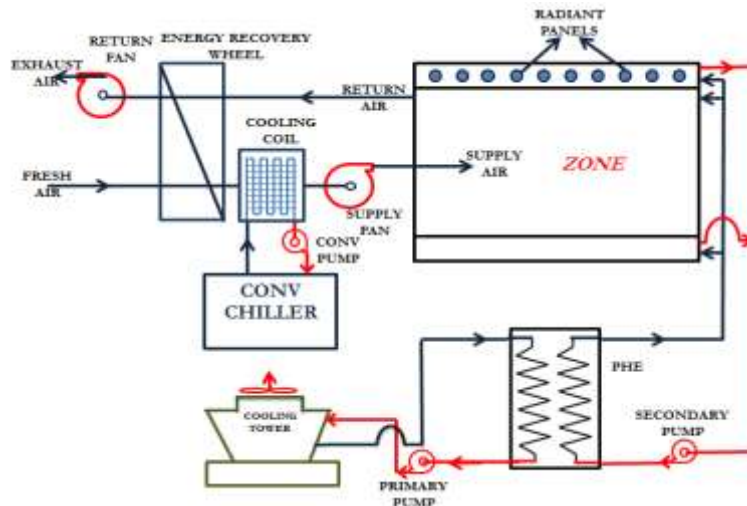 RADIANT
PANELS
RETURN
FAN
ENERGY RECOVERY
WHEEL
EXHAUST
AIR
RETURN
AIR
COOLING
COIL
FRESH
AIR
SUPPLY
AIR
ZONE
SUPPLY
FAN
CONV
PUMP
CONV
CHILLER
PHE
COOLING
TOWER
SECONDARY
PUMP
PRIMARY
PUMP